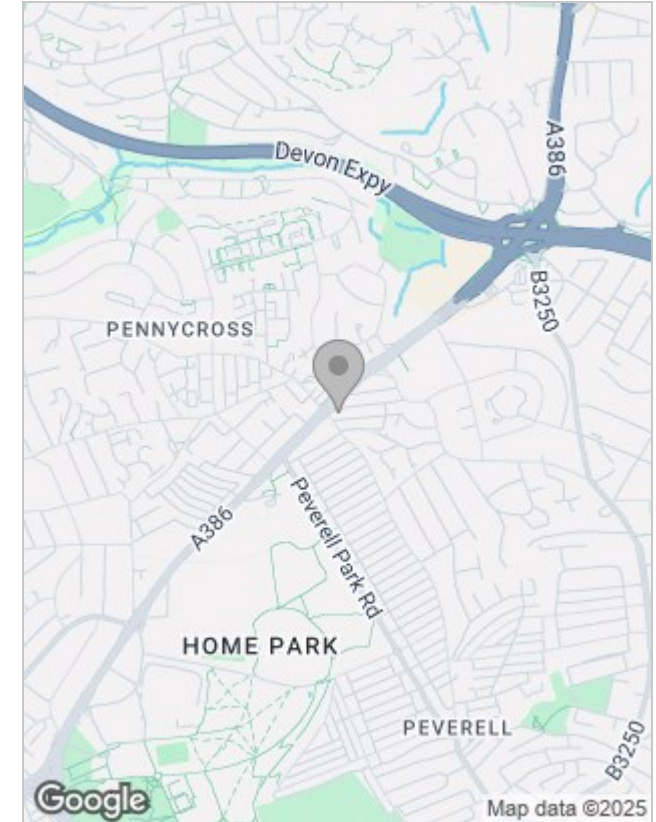 A386
Devon Expy
B3250
PENNYCROSS
A386
Peverell Park Rd
HOME PARK
PEVERELL
B3250
Google
Map data ©2025